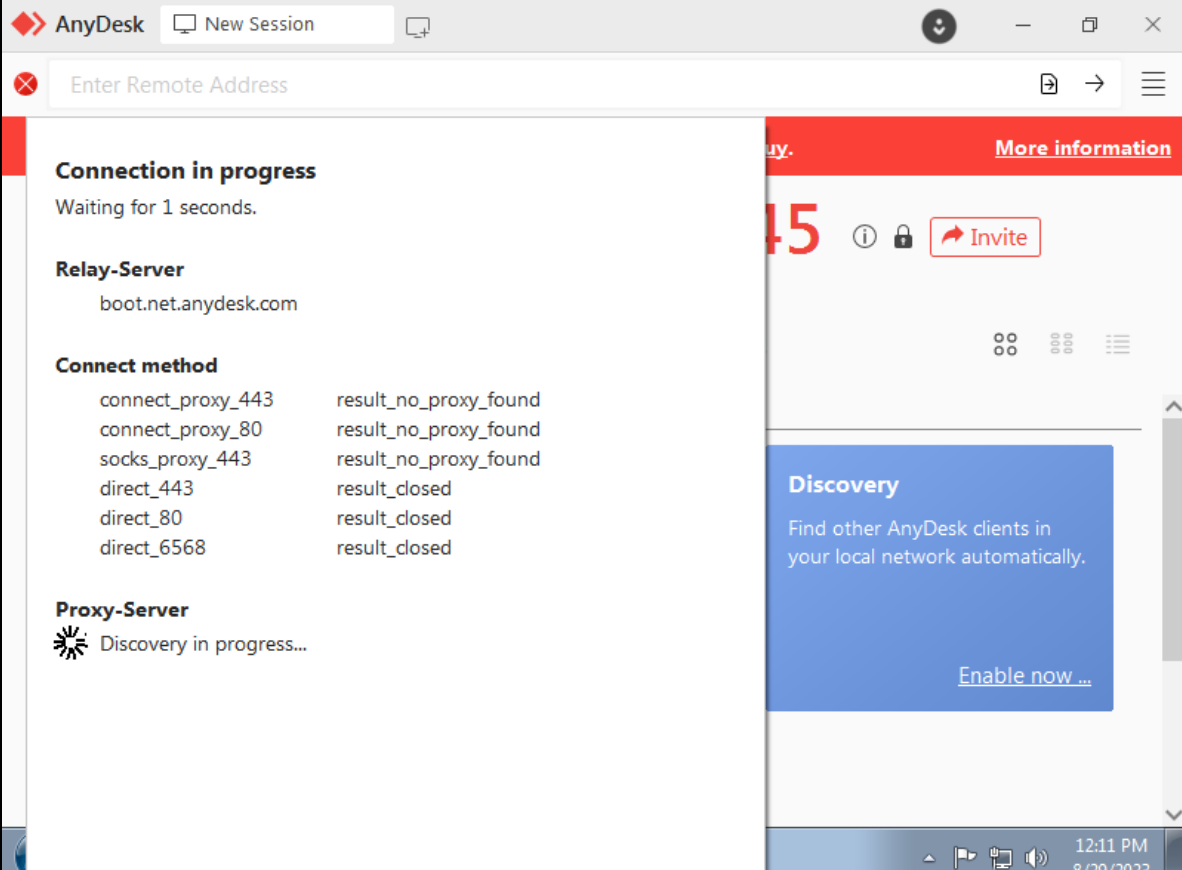 AnyDesk New Session
Enter Remote Address
More information
Connection in progress
Waiting for 1 seconds.
45
Invite
Relay-Server
boot.net.anydesk.com
Connect method
connect_proxy_443 result_no_proxy_found
connect_proxy_80 result_no_proxy_found
socks_proxy_443 result_no_proxy_found
direct_443 result_closed
direct_80 result_closed
direct_6568 result_closed
Discovery
Find other AnyDesk clients in
your local network automatically.
Enable now ...
Proxy-Server
Discovery in progress...
12:11 PM